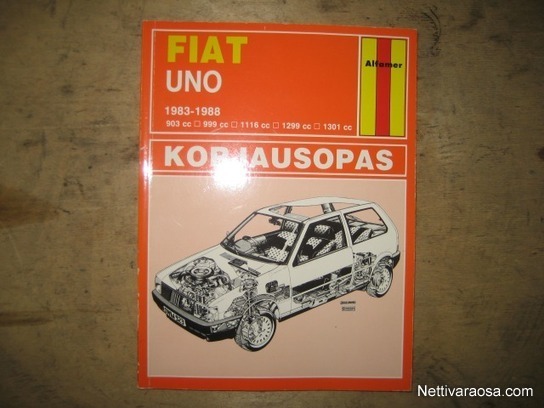 FIAT
UNO
Alfamer
1983-1988
903 cc □ 999 cc □ 1116 cc □ 1299 cc □ 1301 cc
KORJAUSOPAS
Nettivaraosa.com